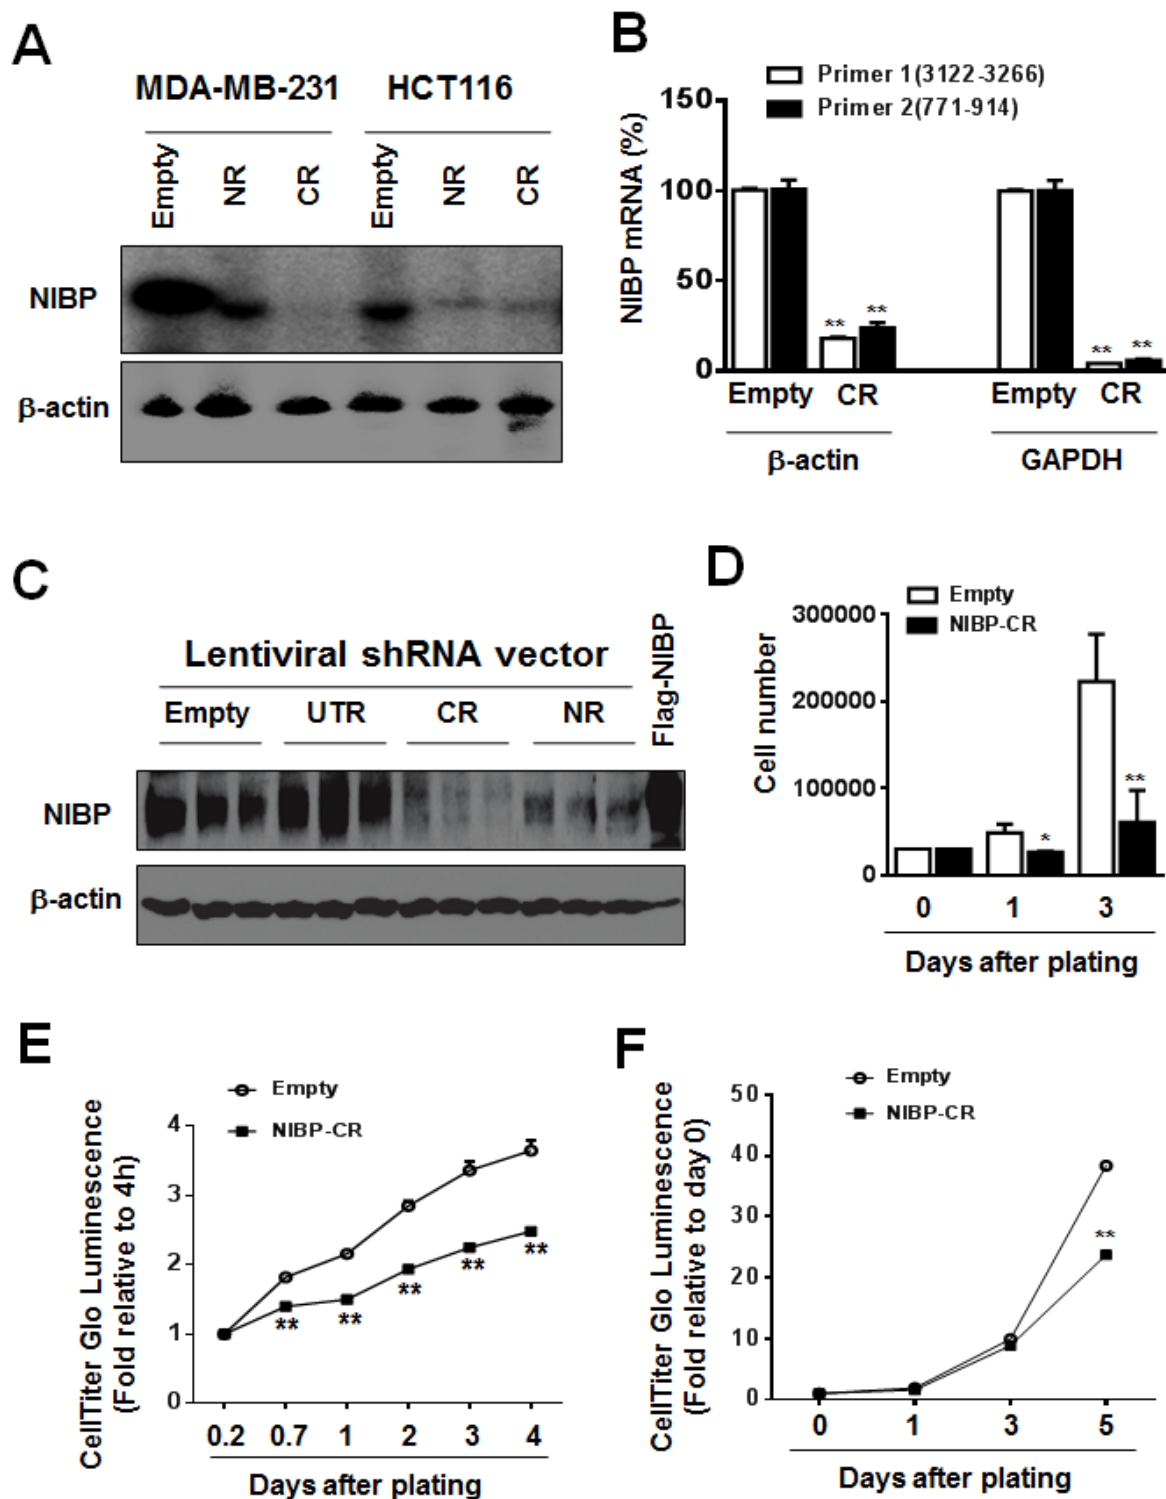 A
MDA-MB-231 HCT116
Empty NR CR Empty NR CR
NIBP
β-actin
B
Primer 1(3122-3266)
Primer 2(771-914)
NIBP mRNA (%)
150
100
50
0
** ** ** **
Empty CR Empty CR
β-actin GAPDH
C
Lentiviral shRNA vector
Empty UTR CR NR Flag-NIBP
NIBP
β-actin
D
Empty
NIBP-CR
Cell number
300000
200000
100000
0
* **
0 1 3
Days after plating
E
Empty
NIBP-CR
CellTiter Glo Luminescence
(Fold relative to 4h)
4
3
2
1
0
** ** ** ** **
0.2 0.7 1 2 3 4
Days after plating
F
Empty
NIBP-CR
CellTiter Glo Luminescence
(Fold relative to day 0)
50
40
30
20
10
0
**
0 1 3 5
Days after plating